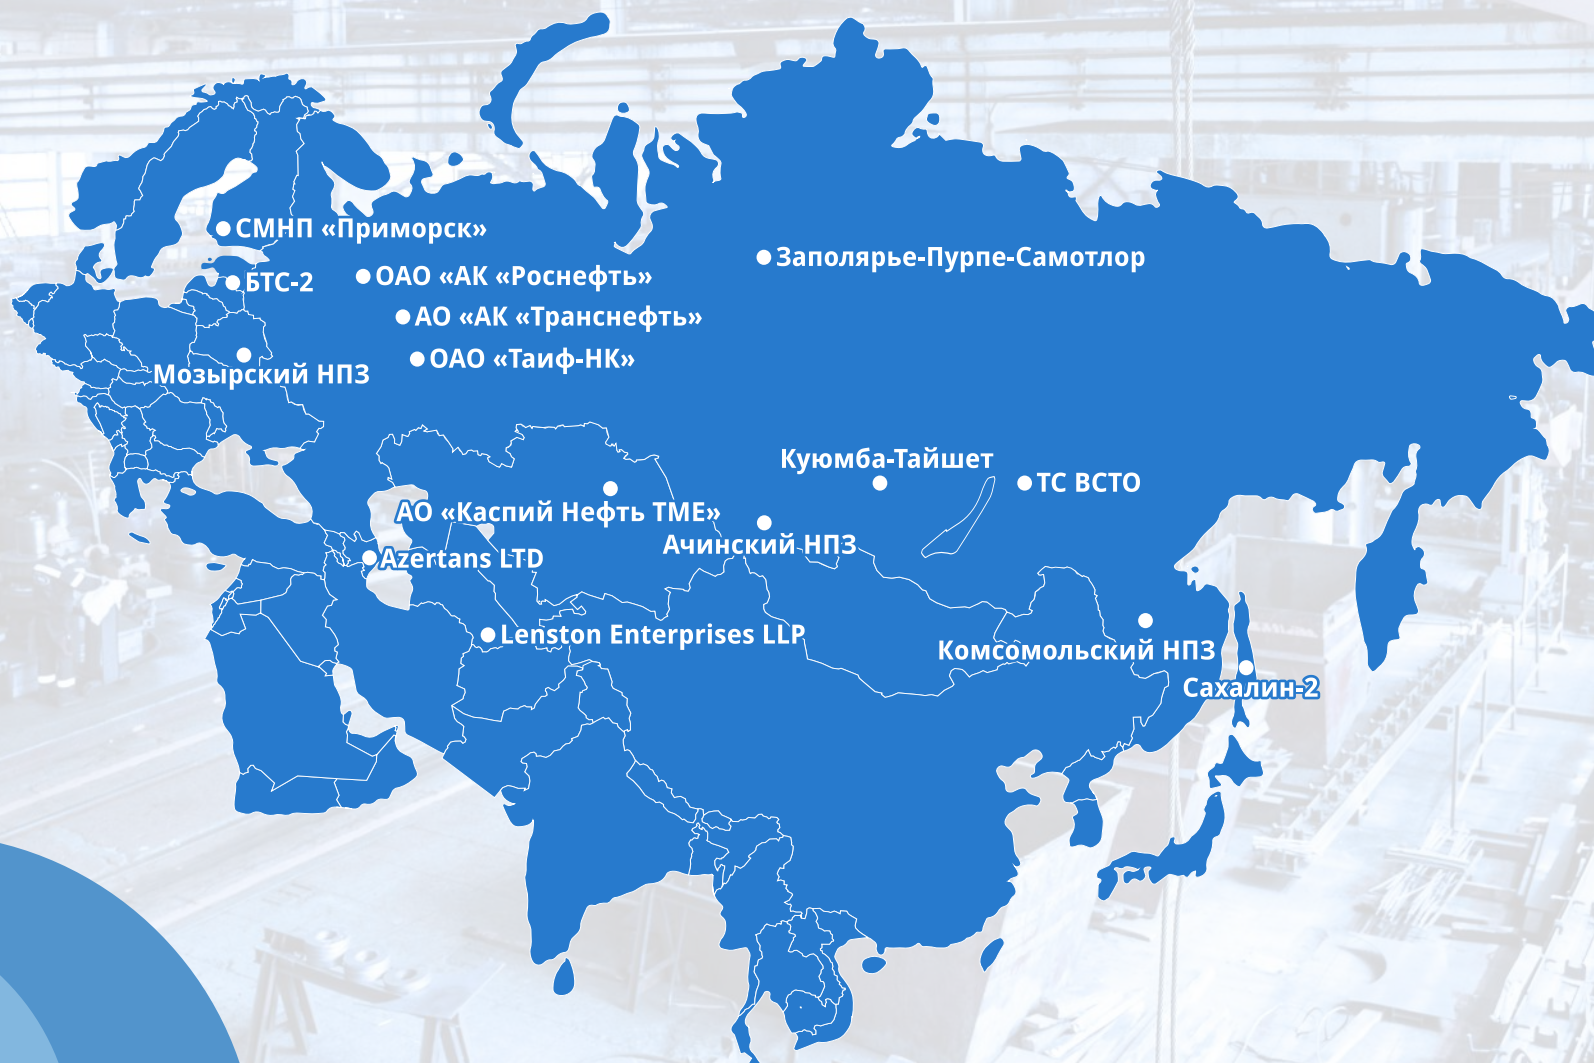 СМНП «Приморск»
Заполярье-Пурпе-Самотлор
ОАО «АК «Роснефть»
БТС-2
АО «АК «Транснефть»
ОАО «Таиф-НК»
Мозырский НПЗ
Куюмба-Тайшет
ТС ВСТО
АО «Каспий Нефть ТМЕ»
Ачинский НПЗ
Azertans LTD
Lenston Enterprises LLP
Комсомольский НПЗ
Сахалин-2